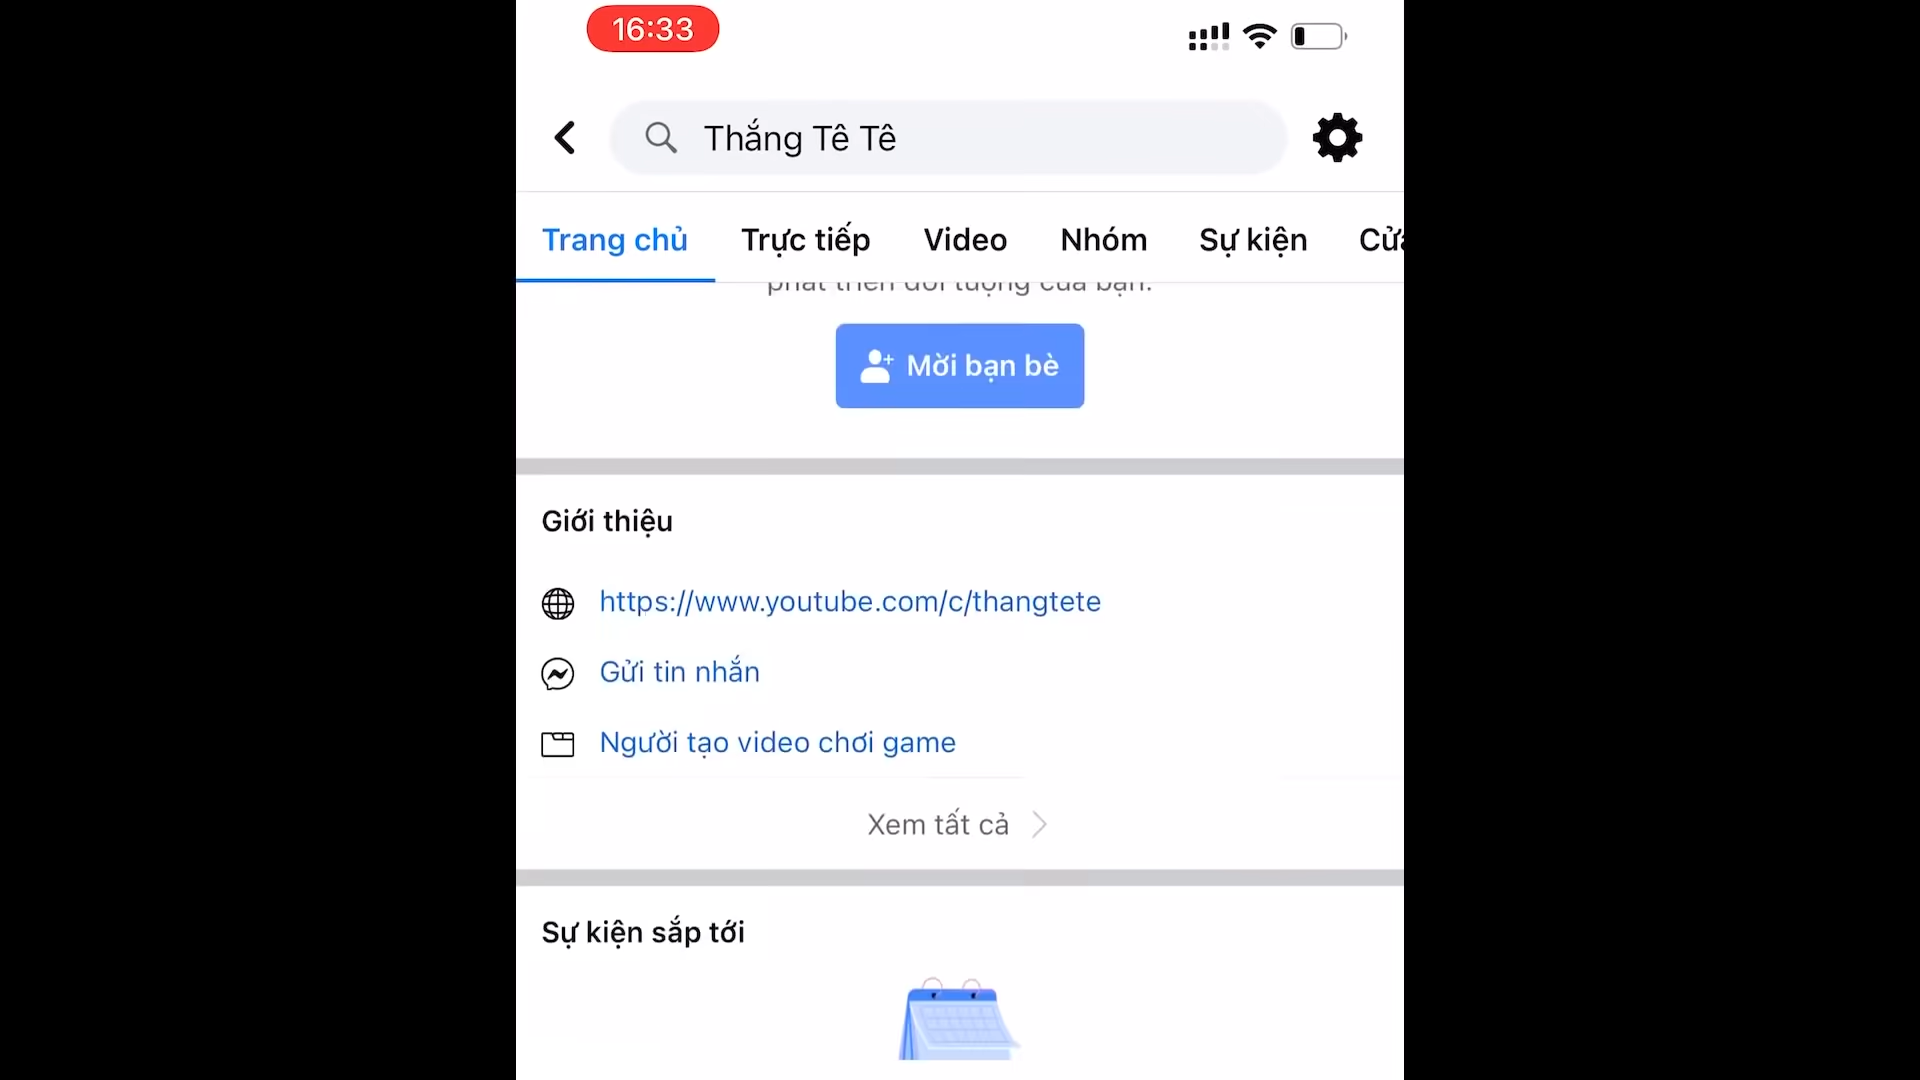 16:33
Thắng Tê Tê
Trang chủ Trực tiếp Video Nhóm Sự kiện
phát triển đối tượng của bạn.
Mời bạn bè
Giới thiệu
https://www.youtube.com/c/thangtete
Gửi tin nhắn
Người tạo video chơi game
Xem tất cả
Sự kiện sắp tới